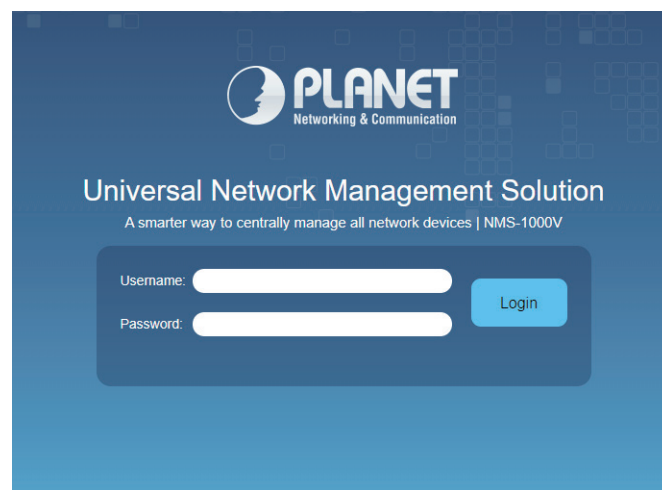 PLANET
Networking & Communication
Universal Network Management Solution
A smarter way to centrally manage all network devices | NMS-1000V
Username:
Login
Password: